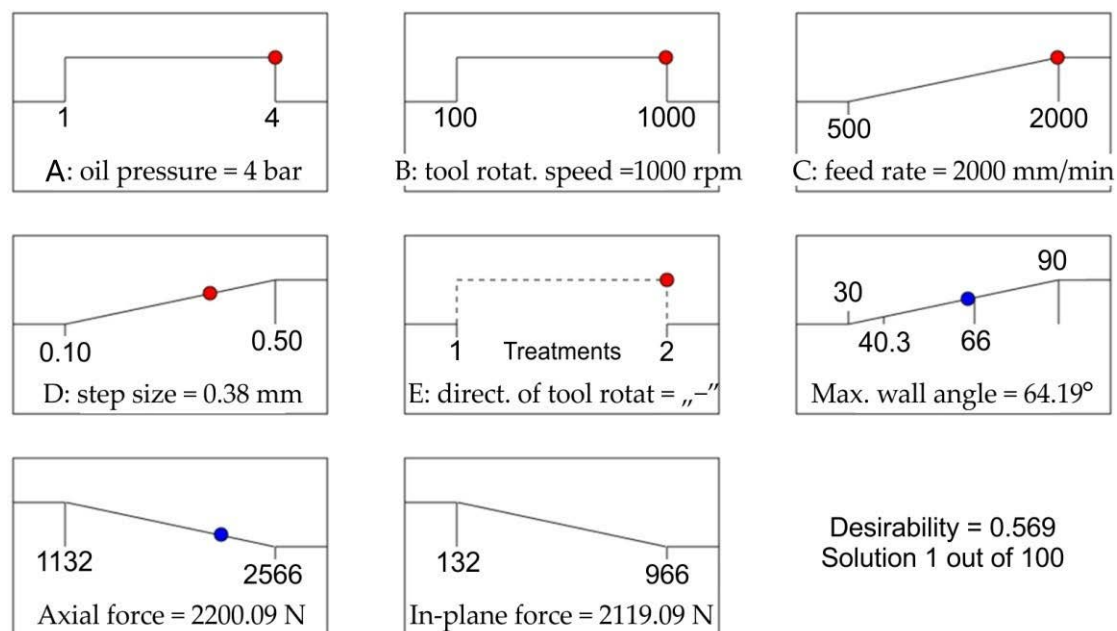 1 4
A: oil pressure = 4 bar
100 1000
B: tool rotat. speed =1000 rpm
500 2000
C: feed rate = 2000 mm/min
0.10 0.50
D: step size = 0.38 mm
1 Treatments 2
E: direct. of tool rotat = „−”
30 90
40.3 66
Max. wall angle = 64.19°
1132 2566
Axial force = 2200.09 N
132 966
In-plane force = 2119.09 N
Desirability = 0.569
Solution 1 out of 100